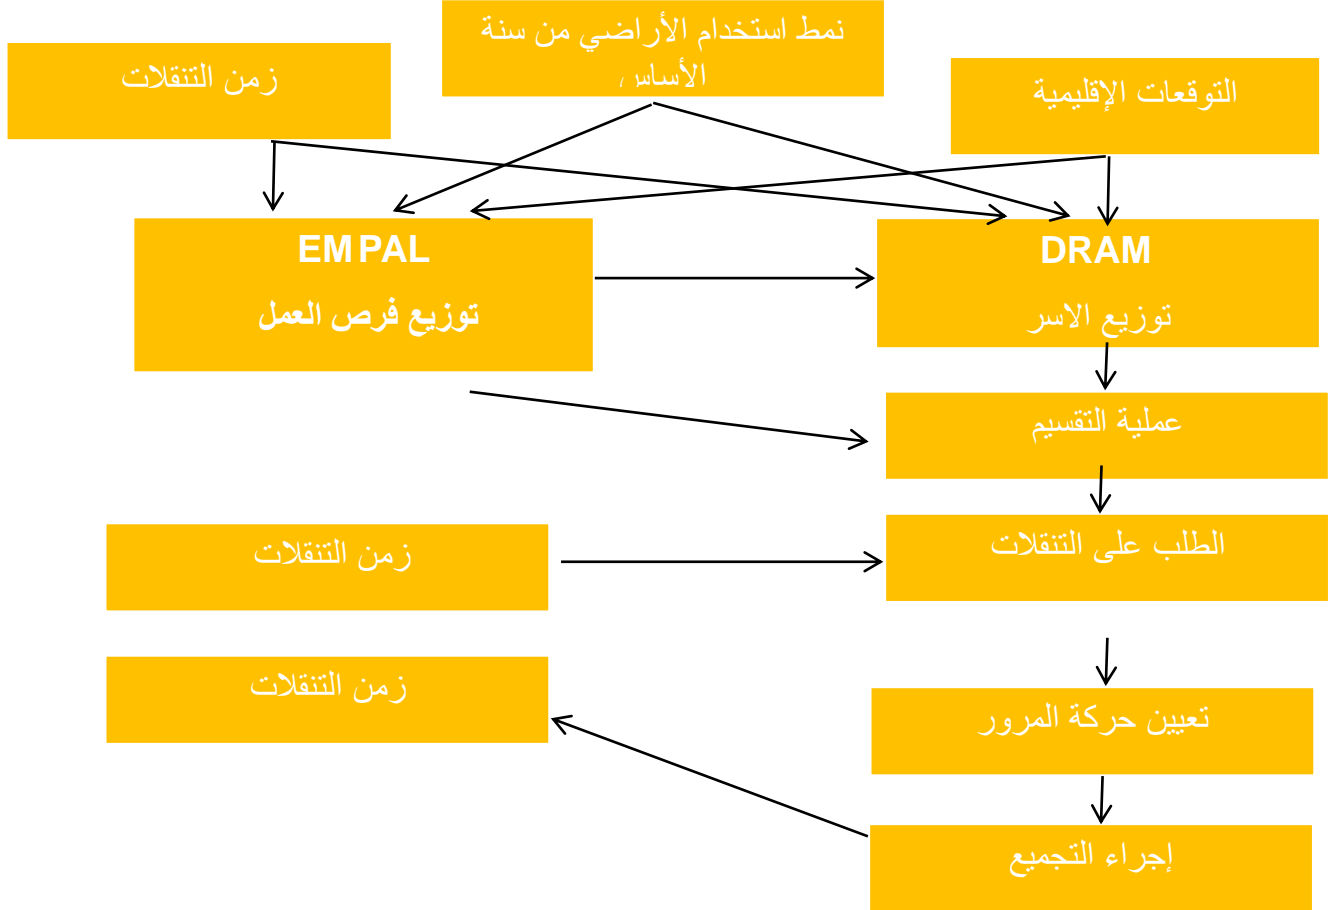 نمط استخدام الأراضي من سنة
الأساس
زمن التنقلات
التوقعات الإقليمية
EMPAL
توزيع فرص العمل
DRAM
توزيع الاسر
عملية التقسيم
الطلب على التنقلات
زمن التنقلات
زمن التنقلات
تعيين حركة المرور
إجراء التجميع